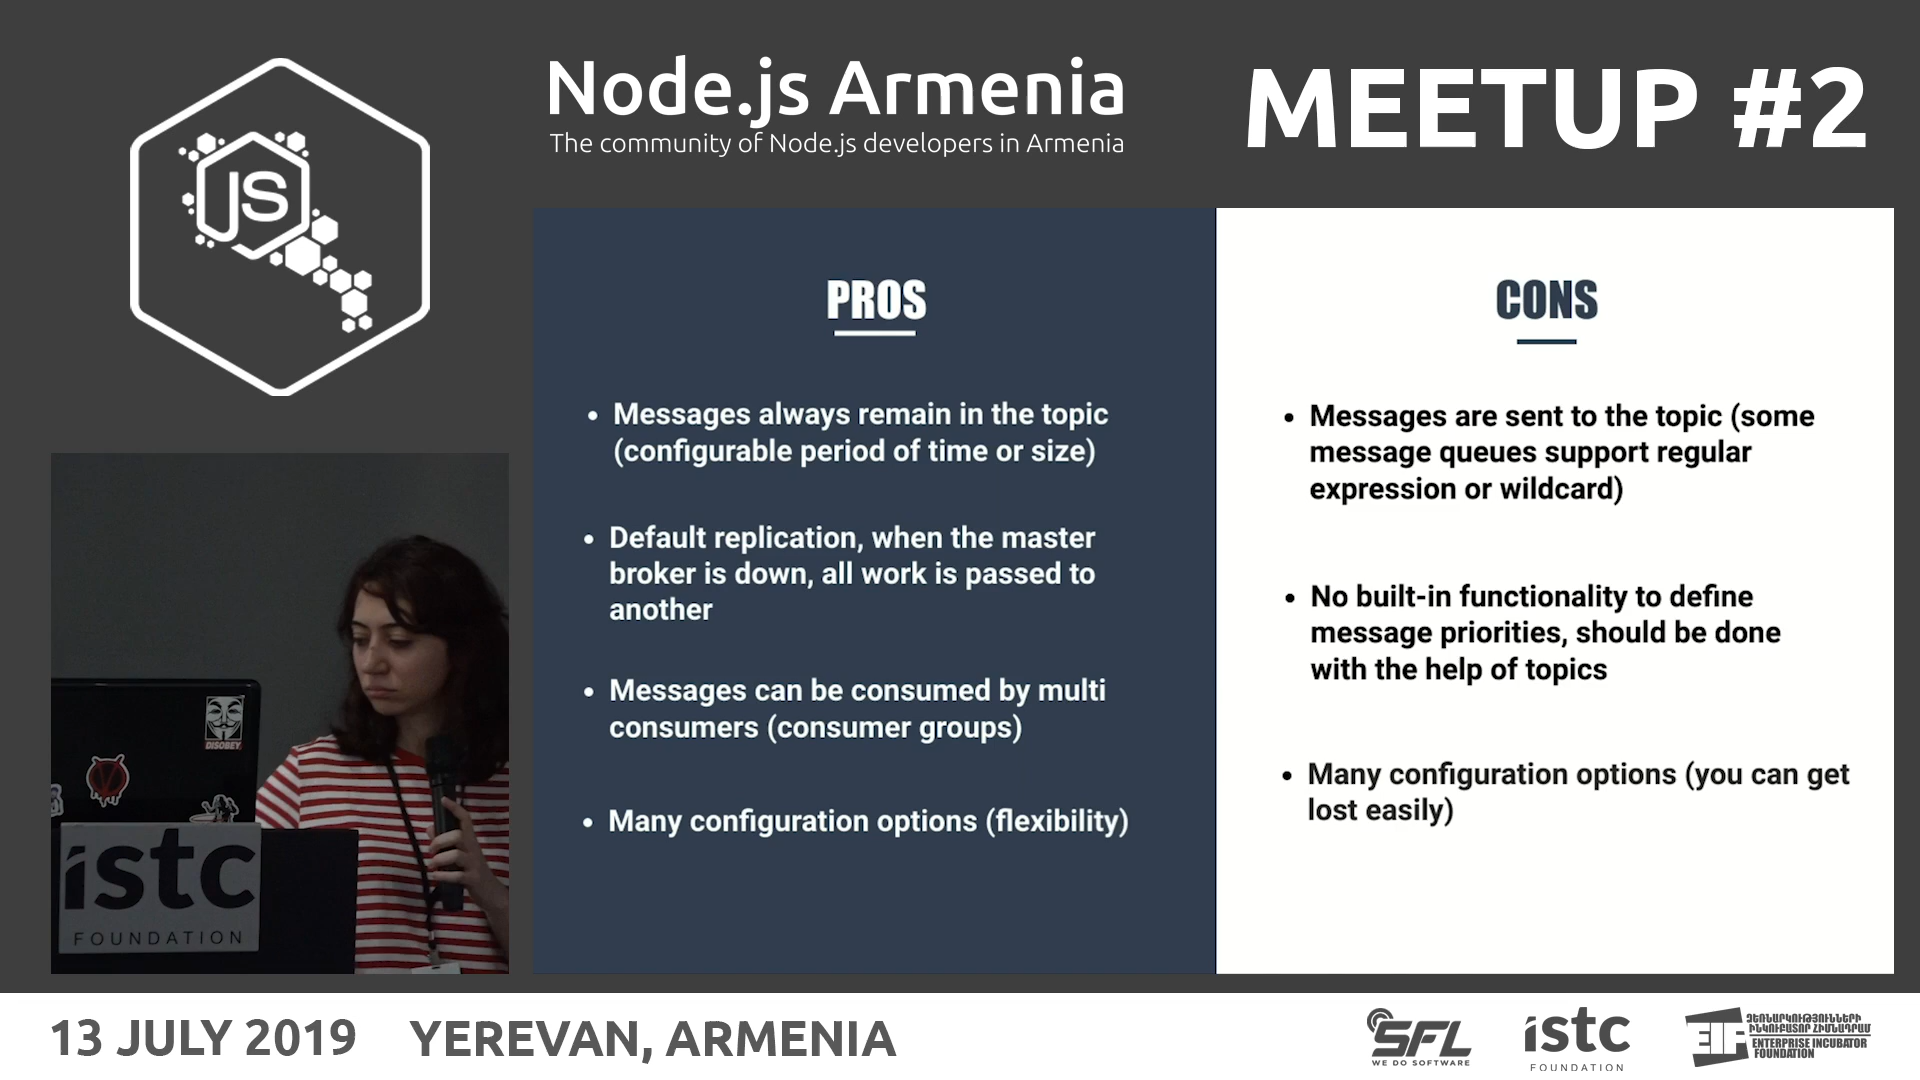 JS
Node.js Armenia
The community of Node.js developers in Armenia
MEETUP #2
PROS
• Messages always remain in the topic
(configurable period of time or size)
• Default replication, when the master
broker is down, all work is passed to
another
• Messages can be consumed by multi
consumers (consumer groups)
• Many configuration options (flexibility)
CONS
• Messages are sent to the topic (some
message queues support regular
expression or wildcard)
• No built-in functionality to define
message priorities, should be done
with the help of topics
• Many configuration options (you can get
lost easily)
DISOBEY
V
istc
FOUNDATION
13 JULY 2019
YEREVAN, ARMENIA
SFL
WE DO SOFTWARE
istc
FOUNDATION
EIF
ՁԵՌՆԱՐԿՈՒԹՅՈՒՆՆԵՐԻ
ԻՆԿՈՒԲԱՏՈՐ ՀԻՄՆԱԴՐԱՄ
ENTERPRISE INCUBATOR
FOUNDATION